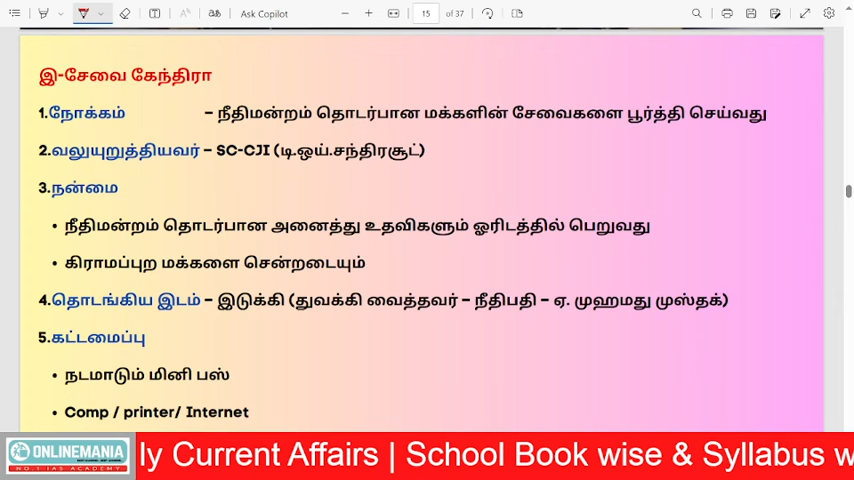 Ask Copilot
15 of 37
இ-சேவை கேந்திரா
1.நோக்கம் – நீதிமன்றம் தொடர்பான மக்களின் சேவைகளை பூர்த்தி செய்வது
2.வலுயுறுத்தியவர் – SC-CJI (டி.ஒய்.சந்திரசூட்)
3.நன்மை
• நீதிமன்றம் தொடர்பான அனைத்து உதவிகளும் ஓரிடத்தில் பெறுவது
• கிராமப்புற மக்களை சென்றடையும்
4.தொடங்கிய இடம் – இடுக்கி (துவக்கி வைத்தவர் – நீதிபதி – ஏ. முஹமது முஸ்தக்)
5.கட்டமைப்பு
• நடமாடும் மினி பஸ்
• Comp / printer/ Internet
ONLINEMANIA
NO.1 IAS ACADEMY
ly Current Affairs | School Book wise & Syllabus w